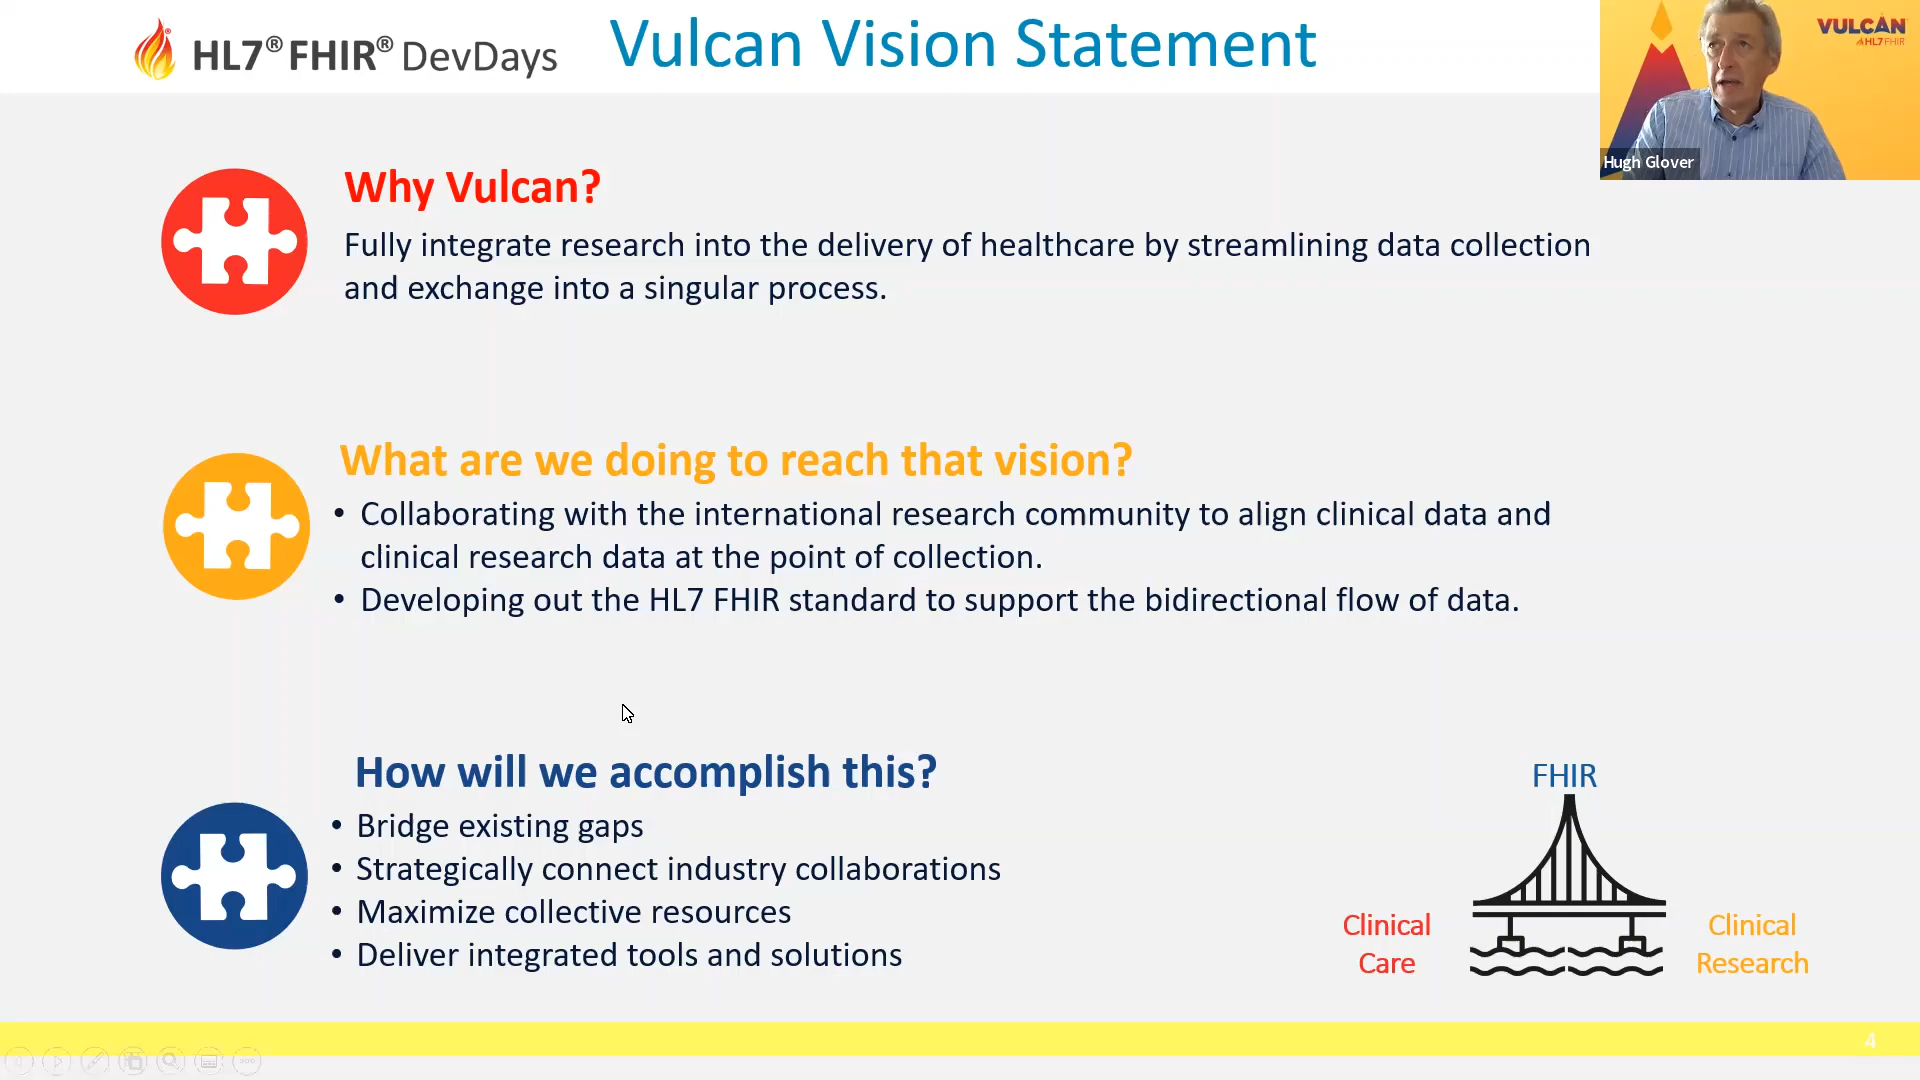 HL7® FHIR® DevDays
Vulcan Vision Statement
VULCAN
HL7 FHIR
Hugh Glover
Why Vulcan?
Fully integrate research into the delivery of healthcare by streamlining data collection
and exchange into a singular process.
What are we doing to reach that vision?
• Collaborating with the international research community to align clinical data and
clinical research data at the point of collection.
• Developing out the HL7 FHIR standard to support the bidirectional flow of data.
How will we accomplish this?
• Bridge existing gaps
• Strategically connect industry collaborations
• Maximize collective resources
• Deliver integrated tools and solutions
FHIR
Clinical
Care
Clinical
Research
4